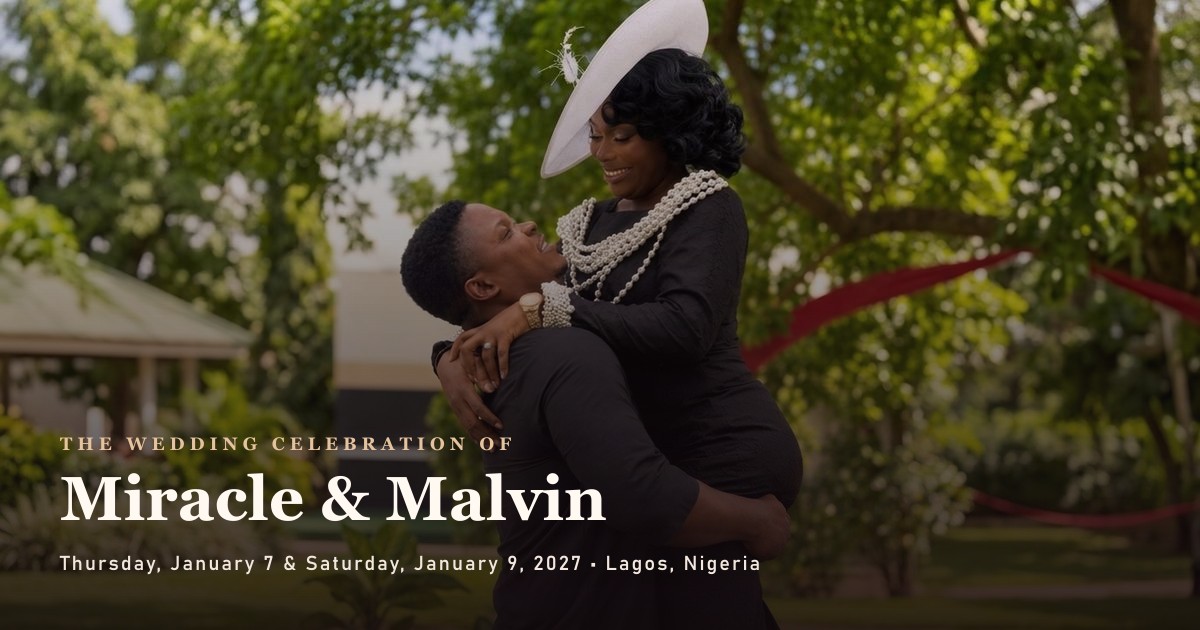 THE WEDDING CELEBRATION OF
Miracle & Malvin
Thursday, January 7 & Saturday, January 9, 2027 • Lagos, Nigeria